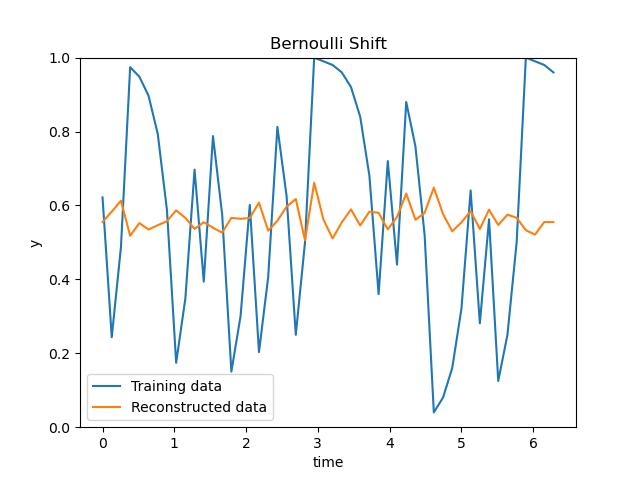 Bernoulli Shift
1.0
0.8
0.6
0.4
0.2
0.0
y
Training data
Reconstructed data
0 1 2 3 4 5 6
time